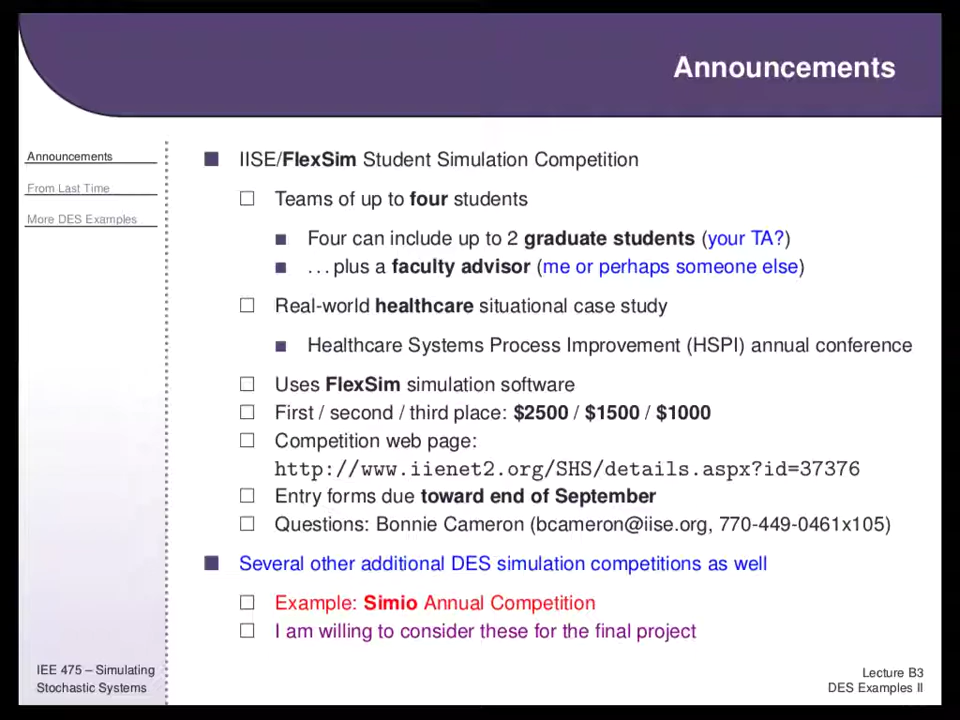 Announcements
Announcements
From Last Time
More DES Examples
IISE/FlexSim Student Simulation Competition
Teams of up to four students
Four can include up to 2 graduate students (your TA?)
...plus a faculty advisor (me or perhaps someone else)
Real-world healthcare situational case study
Healthcare Systems Process Improvement (HSPI) annual conference
Uses FlexSim simulation software
First / second / third place: $2500 / $1500 / $1000
Competition web page:
http://www.iienet2.org/SHS/details.aspx?id=37376
Entry forms due toward end of September
Questions: Bonnie Cameron (bcameron@iise.org, 770-449-0461x105)
Several other additional DES simulation competitions as well
Example: Simio Annual Competition
I am willing to consider these for the final project
IEE 475 – Simulating
Stochastic Systems
Lecture B3
DES Examples II